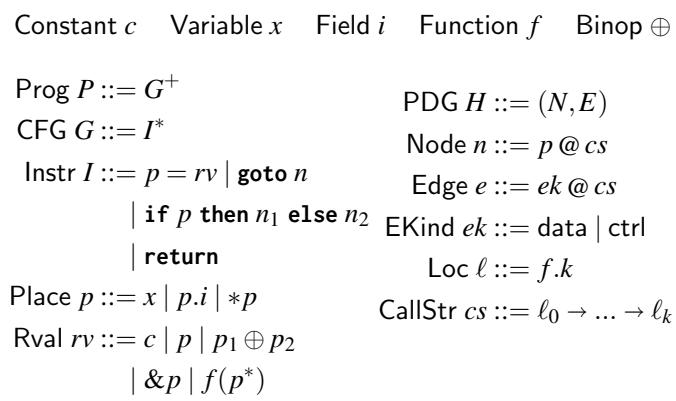 Constant c Variable x Field i Function f Binop ⊕
Prog P ::= G⁺
CFG G ::= I*
Instr I ::= p = rv | goto n
| if p then n₁ else n₂
| return
Place p ::= x | p.i | *p
Rval rv ::= c | p | p₁ ⊕ p₂
| &p | f(p*)
PDG H ::= (N, E)
Node n ::= p @ cs
Edge e ::= ek @ cs
EKind ek ::= data | ctrl
Loc ℓ ::= f.k
CallStr cs ::= ℓ₀ → ... → ℓₖ